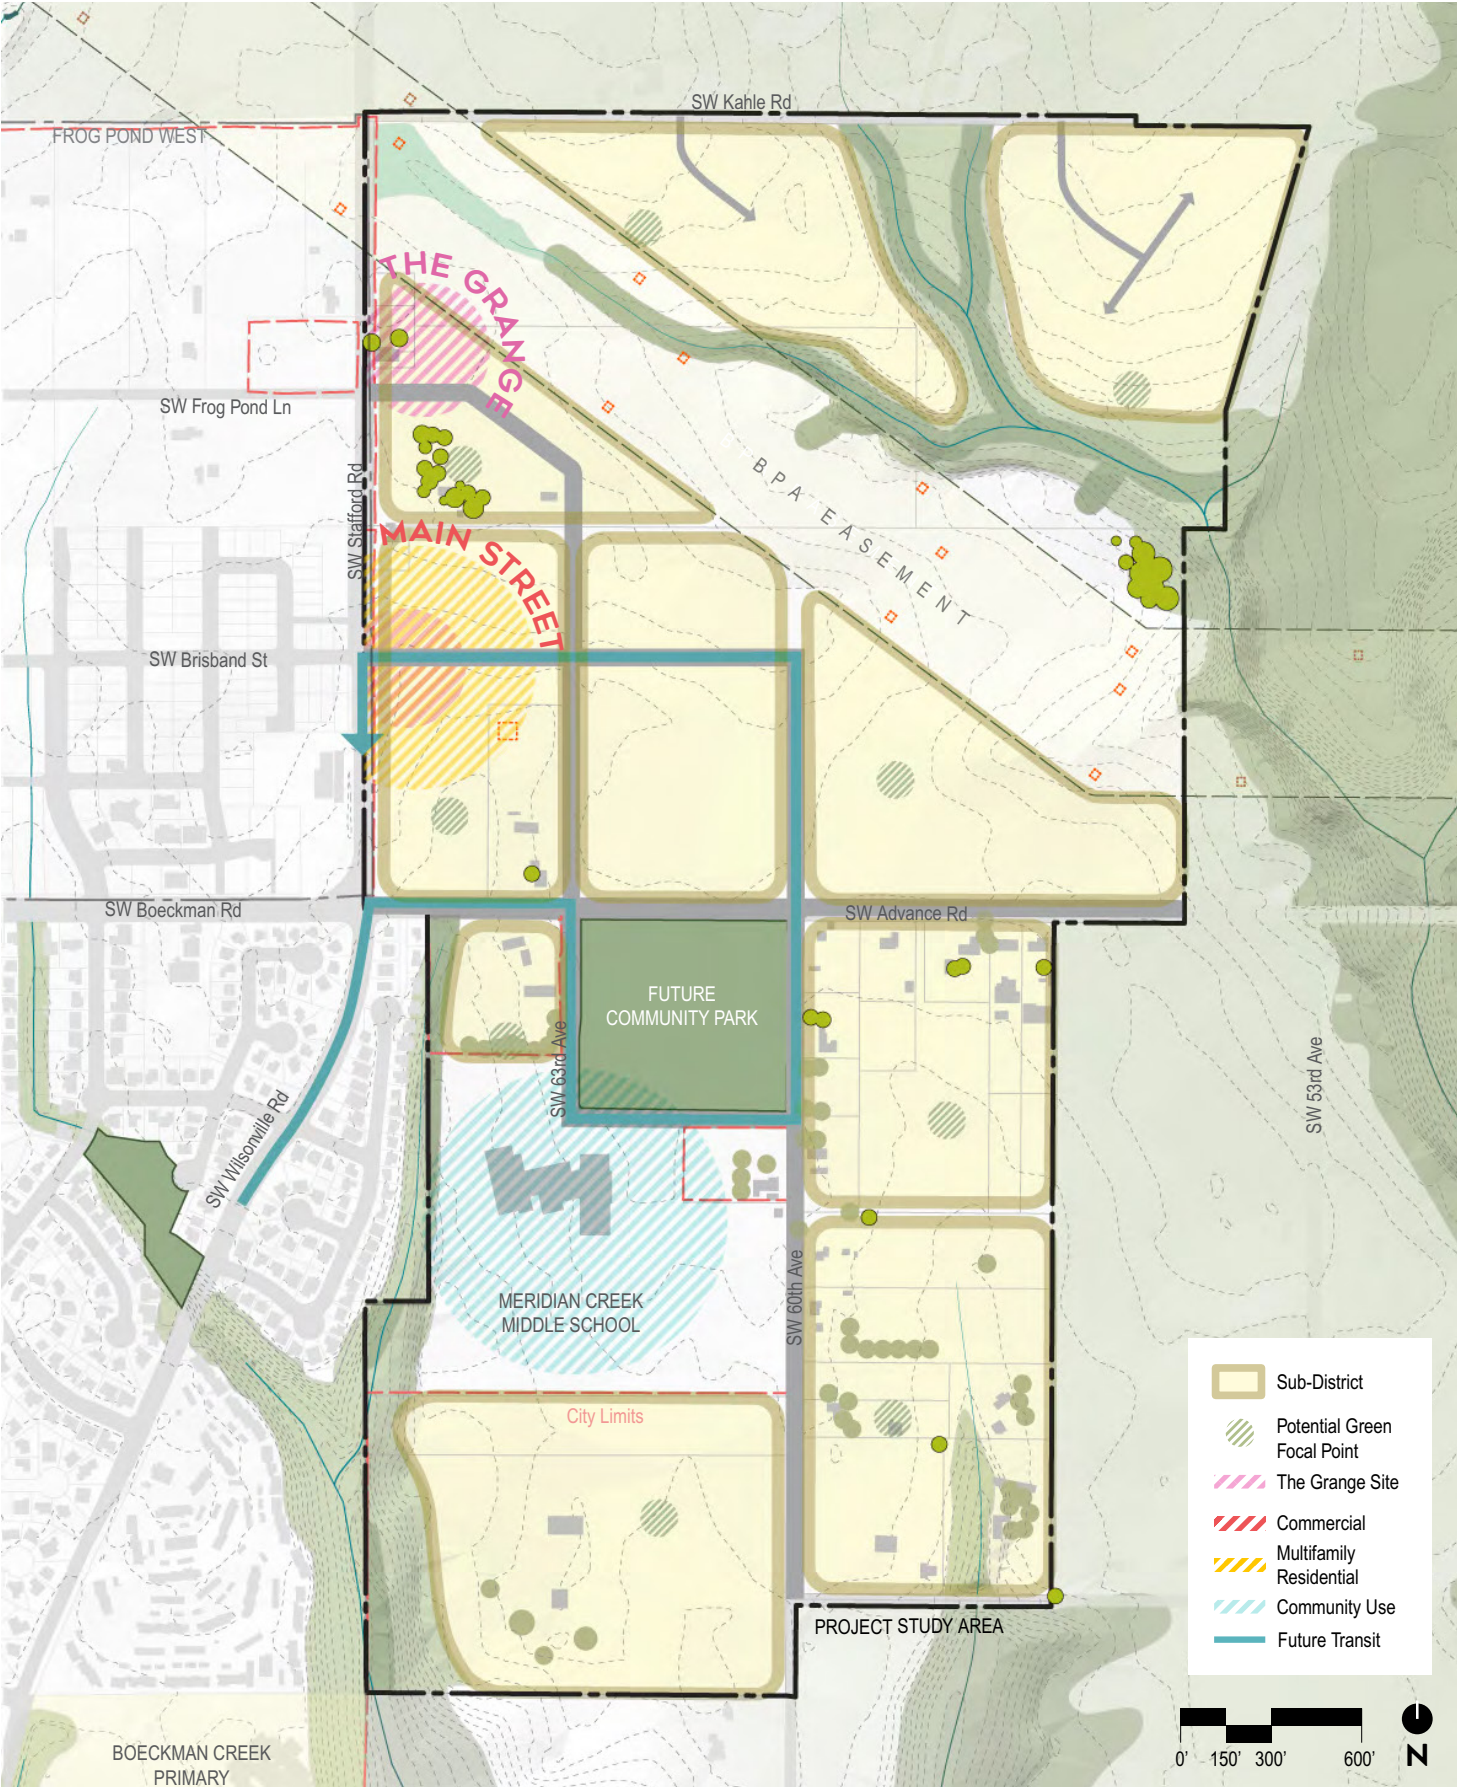 SW Kahle Rd
FROG POND WEST
THE GRANGE
SW Frog Pond Ln
SW Stafford Rd
BPA EASEMENT
MAIN STREET
SW Brisband St
SW Boeckman Rd
SW Advance Rd
FUTURE
COMMUNITY PARK
SW 63rd Ave
SW 53rd Ave
SW Wilsonville Rd
SW 60th Ave
MERIDIAN CREEK
MIDDLE SCHOOL
City Limits
PROJECT STUDY AREA
BOECKMAN CREEK
PRIMARY
Sub-District
Potential Green
Focal Point
The Grange Site
Commercial
Multifamily
Residential
Community Use
Future Transit
0' 150' 300' 600'
N